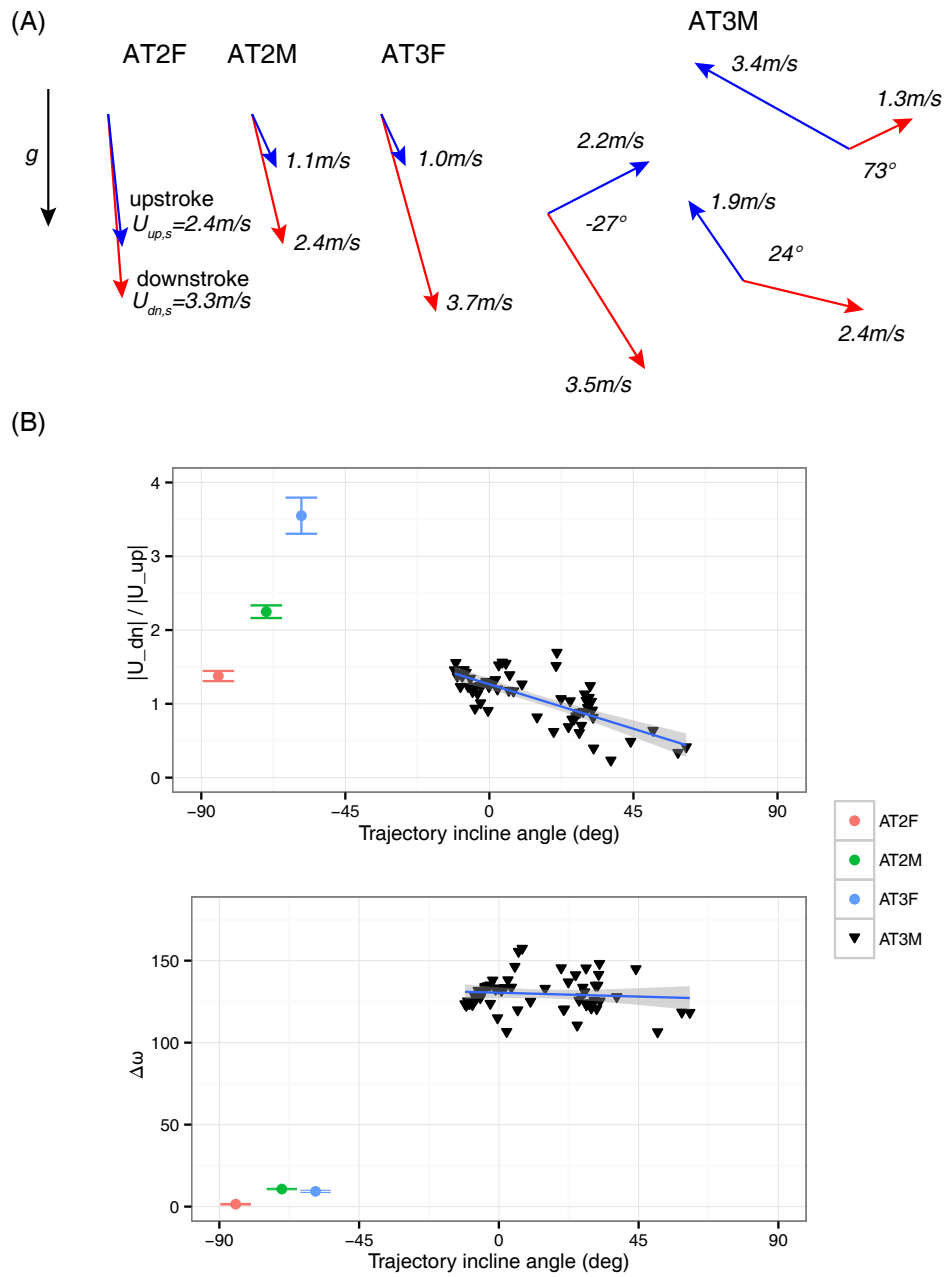 (A)
AT2F AT2M AT3F AT3M
g
upstroke
U_up,s=2.4m/s
downstroke
U_dn,s=3.3m/s
1.1m/s
2.4m/s
1.0m/s
3.7m/s
2.2m/s
-27°
3.5m/s
3.4m/s
1.3m/s
73°
1.9m/s
24°
2.4m/s
(B)
|U_dn| / |U_up|
4
3
2
1
0
−90 −45 0 45 90
Trajectory incline angle (deg)
AT2F
AT2M
AT3F
AT3M
Δω
150
100
50
0
−90 −45 0 45 90
Trajectory incline angle (deg)